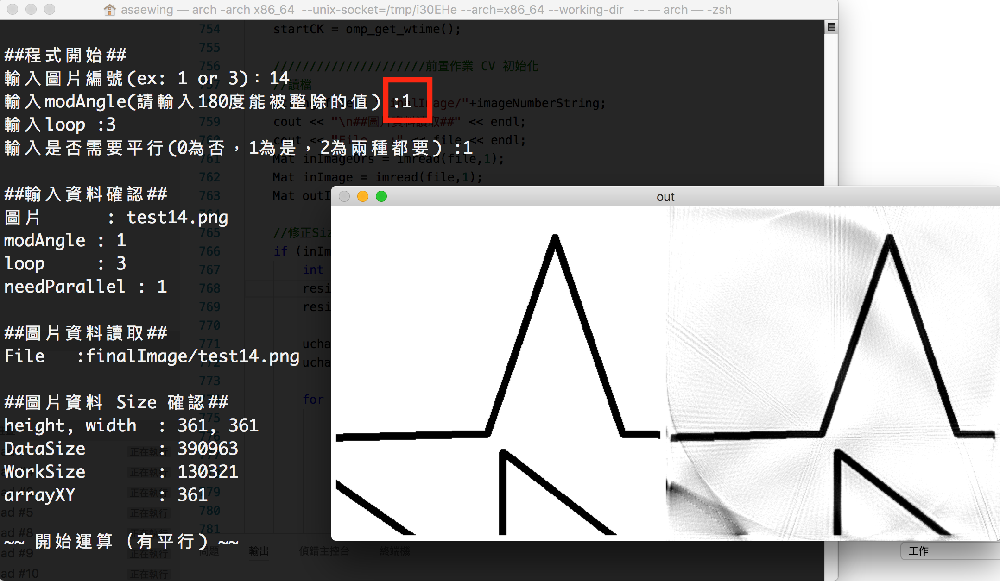 asaewing — arch -arch x86_64 --unix-socket=/tmp/i30EHe --arch=x86_64 --working-dir -- — arch — -zsh
##程式開始##
輸入圖片編號(ex: 1 or 3)：14
輸入modAngle(請輸入180度能被整除的值) :1
輸入loop :3
輸入是否需要平行(0為否，1為是，2為兩種都要) :1
##輸入資料確認##
圖片 : test14.png
modAngle : 1
loop : 3
needParallel : 1
##圖片資料讀取##
File :finalImage/test14.png
##圖片資料 Size 確認##
height, width : 361, 361
DataSize : 390963
WorkSize : 130321
arrayXY : 361
~~ 開始運算 (有平行) ~~
754 startCK = omp_get_wtime();
755
756 /////////////////////前置作業 CV 初始化
757 //讀檔
inalImage/"+imageNumberString;
759 cout << "\n##圖片資料讀取##" << endl;
760 cout << "File :" << file << endl;
761 Mat inImageOrs = imread(file,1);
762 Mat inImage = imread(file,1);
763 Mat outI
765 //修正Siz
766 if (inIm
767 int
768 resi
769 resi
770
771 ucha
772 ucha
773
for
775
776
779
780
781
out
ad #5 正在執行
ad #8 正在執行
ad #9 正在執行
ad #10 正在執行
問題 輸出 偵錯主控台 終端機
工作